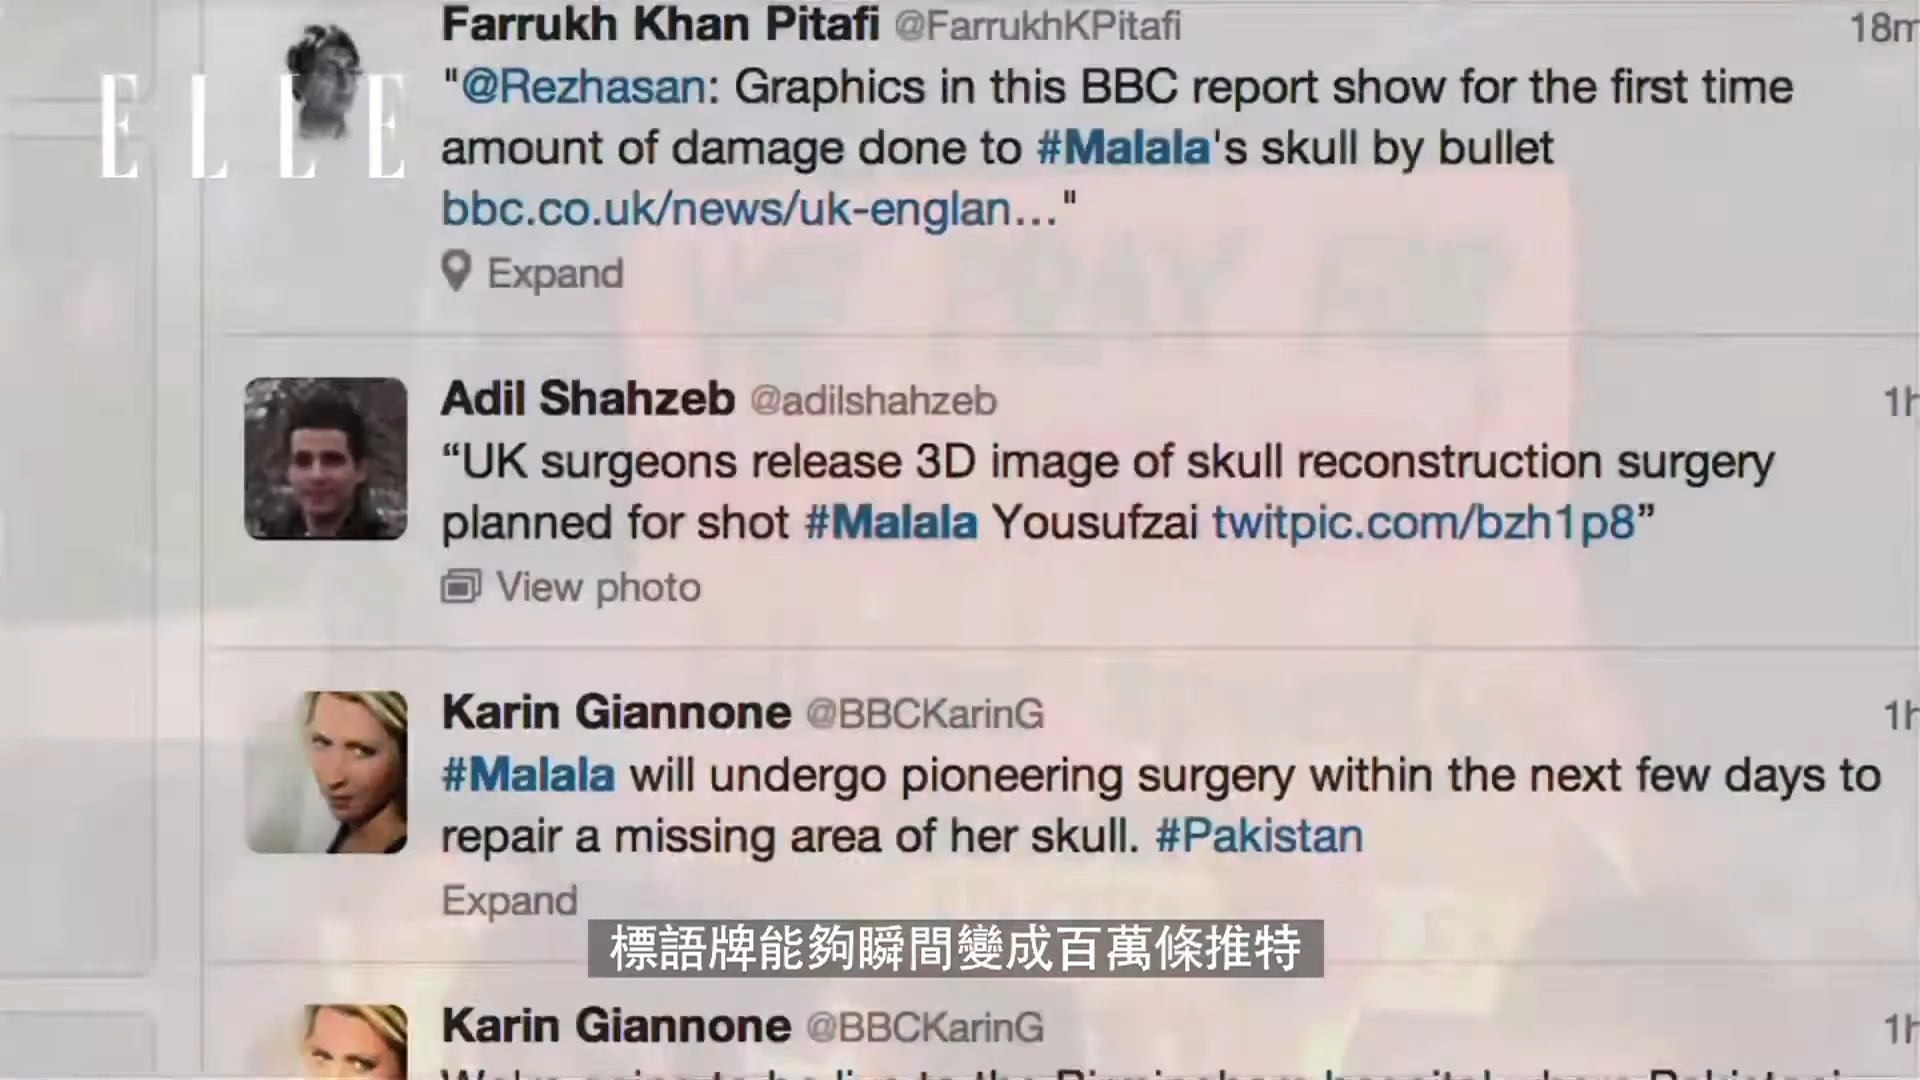 Farrukh Khan Pitafi @FarrukhKPitafi 18m
ELLE
"@Rezhasan: Graphics in this BBC report show for the first time
amount of damage done to #Malala's skull by bullet
bbc.co.uk/news/uk-englan..."
Expand
WE PRAY FOR
Adil Shahzeb @adilshahzeb 1h
“UK surgeons release 3D image of skull reconstruction surgery
planned for shot #Malala Yousufzai twitpic.com/bzh1p8”
View photo
Karin Giannone @BBCKarinG 1h
#Malala will undergo pioneering surgery within the next few days to
repair a missing area of her skull. #Pakistan
Expand
標語牌能夠瞬間變成百萬條推特
Karin Giannone @BBCKarinG 1h